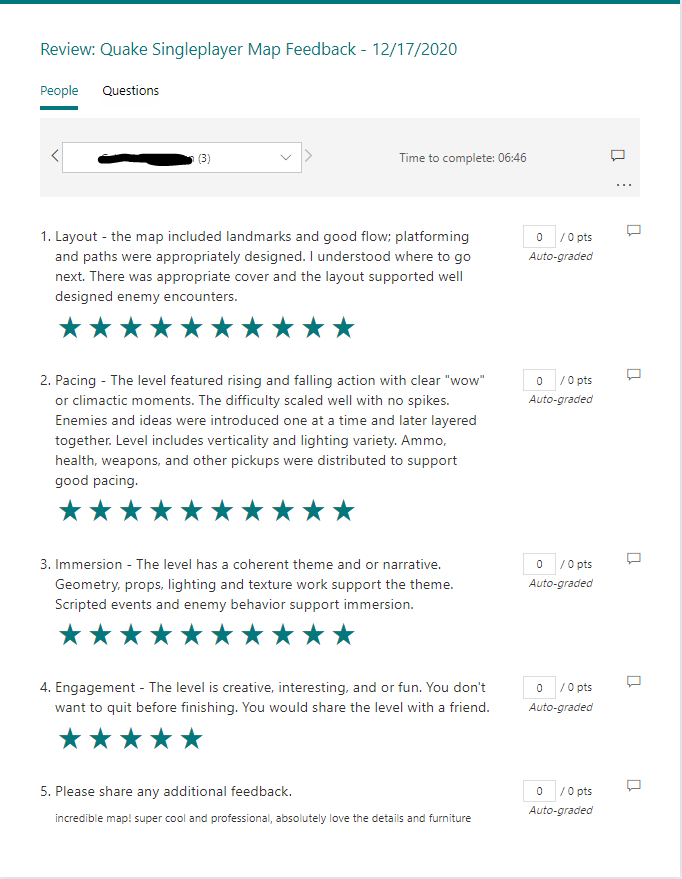 Review: Quake Singleplayer Map Feedback - 12/17/2020
People Questions
(3)
Time to complete: 06:46
1. Layout - the map included landmarks and good flow; platforming
and paths were appropriately designed. I understood where to go
next. There was appropriate cover and the layout supported well
designed enemy encounters.
0 / 0 pts
Auto-graded
2. Pacing - The level featured rising and falling action with clear "wow"
or climactic moments. The difficulty scaled well with no spikes.
Enemies and ideas were introduced one at a time and later layered
together. Level includes verticality and lighting variety. Ammo,
health, weapons, and other pickups were distributed to support
good pacing.
0 / 0 pts
Auto-graded
3. Immersion - The level has a coherent theme and or narrative.
Geometry, props, lighting and texture work support the theme.
Scripted events and enemy behavior support immersion.
0 / 0 pts
Auto-graded
4. Engagement - The level is creative, interesting, and or fun. You don't
want to quit before finishing. You would share the level with a friend.
0 / 0 pts
Auto-graded
5. Please share any additional feedback.
0 / 0 pts
Auto-graded
incredible map! super cool and professional, absolutely love the details and furniture